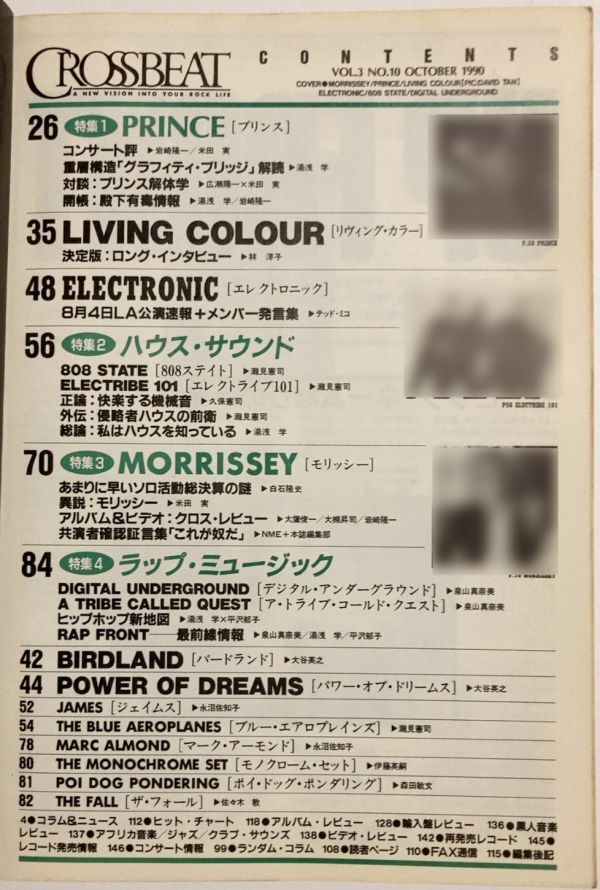 CROSSBEAT
A NEW VISION INTO YOUR ROCK LIFE
CONTENTS
VOL.3 NO.10 OCTOBER 1990
COVER●MORRISSEY/PRINCE/LIVING COLOUR[PIC:DAVID TAN]
ELECTRONIC/808 STATE/DIGITAL UNDERGROUND
26 特集1 PRINCE［プリンス］
コンサート評 ▶岩崎隆一／米田 実
重層構造「グラフィティ・ブリッジ」解読 ▶湯浅 学
対談：プリンス解体学 ▶広瀬陽一×米田 実
開帳：殿下有毒情報 ▶湯浅 学／岩崎隆一
P.26 PRINCE
35 LIVING COLOUR［リヴィング・カラー］
決定版：ロング・インタビュー ▶林 洋子
48 ELECTRONIC［エレクトロニック］
8月4日LA公演速報＋メンバー発言集 ▶テッド・ミコ
56 特集2 ハウス・サウンド
808 STATE［808ステイト］ ▶瀧見憲司
ELECTRIBE 101［エレクトライブ101］ ▶瀧見憲司
正論：快楽する機械音 ▶久保憲司
外伝：侵略者ハウスの前衛 ▶瀧見憲司
総論：私はハウスを知っている ▶湯浅 学
P56 ELECTRIBE 101
70 特集3 MORRISSEY［モリッシー］
あまりに早いソロ活動総決算の謎 ▶白石隆史
異説：モリッシー ▶米田 実
アルバム&ビデオ：クロス・レビュー ▶大鷹俊一／大槻昇司／岩崎隆一
共演者確認証言集「これが奴だ」 ▶NME＋本誌編集部
84 特集4 ラップ・ミュージック
DIGITAL UNDERGROUND［デジタル・アンダーグラウンド］ ▶泉山真奈美
A TRIBE CALLED QUEST［ア・トライブ・コールド・クエスト］ ▶泉山真奈美
ヒップホップ新地図 ▶湯浅 学×平沢郁子
RAP FRONT──最前線情報 ▶泉山真奈美／湯浅 学／平沢郁子
42 BIRDLAND［バードランド］ ▶大谷英之
44 POWER OF DREAMS［パワー・オブ・ドリームス］ ▶大谷英之
52 JAMES［ジェイムス］ ▶永沼佐知子
54 THE BLUE AEROPLANES［ブルー・エアロプレインズ］ ▶瀧見憲司
78 MARC ALMOND［マーク・アーモンド］ ▶永沼佐知子
80 THE MONOCHROME SET［モノクローム・セット］ ▶伊藤英嗣
81 POI DOG PONDERING［ポイ・ドッグ・ポンダリング］ ▶森田敏文
82 THE FALL［ザ・フォール］ ▶佐々木 敦
4●コラム&ニュース 112●ヒット・チャート 118●アルバム・レビュー 128●輸入盤レビュー 136●黒人音楽
レビュー 137●アフリカ音楽／ジャズ／クラブ・サウンズ 138●ビデオ・レビュー 142●再発売レコード 145●
レコード発売情報 146●コンサート情報 99●ランダム・コラム 108●読者ページ 110●FAX通信 115●編集後記